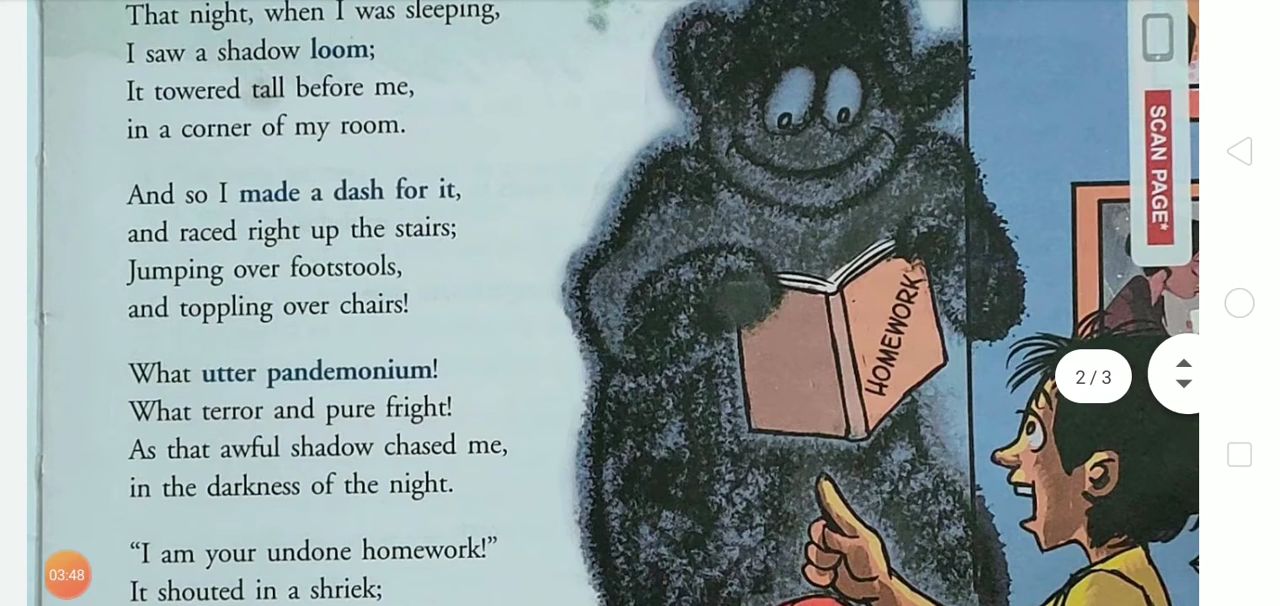 That night, when I was sleeping,
I saw a shadow loom;
It towered tall before me,
in a corner of my room.
And so I made a dash for it,
and raced right up the stairs;
Jumping over footstools,
and toppling over chairs!
What utter pandemonium!
What terror and pure fright!
As that awful shadow chased me,
in the darkness of the night.
“I am your undone homework!”
It shouted in a shriek;
HOMEWORK
SCAN PAGE*
2 / 3
03:48